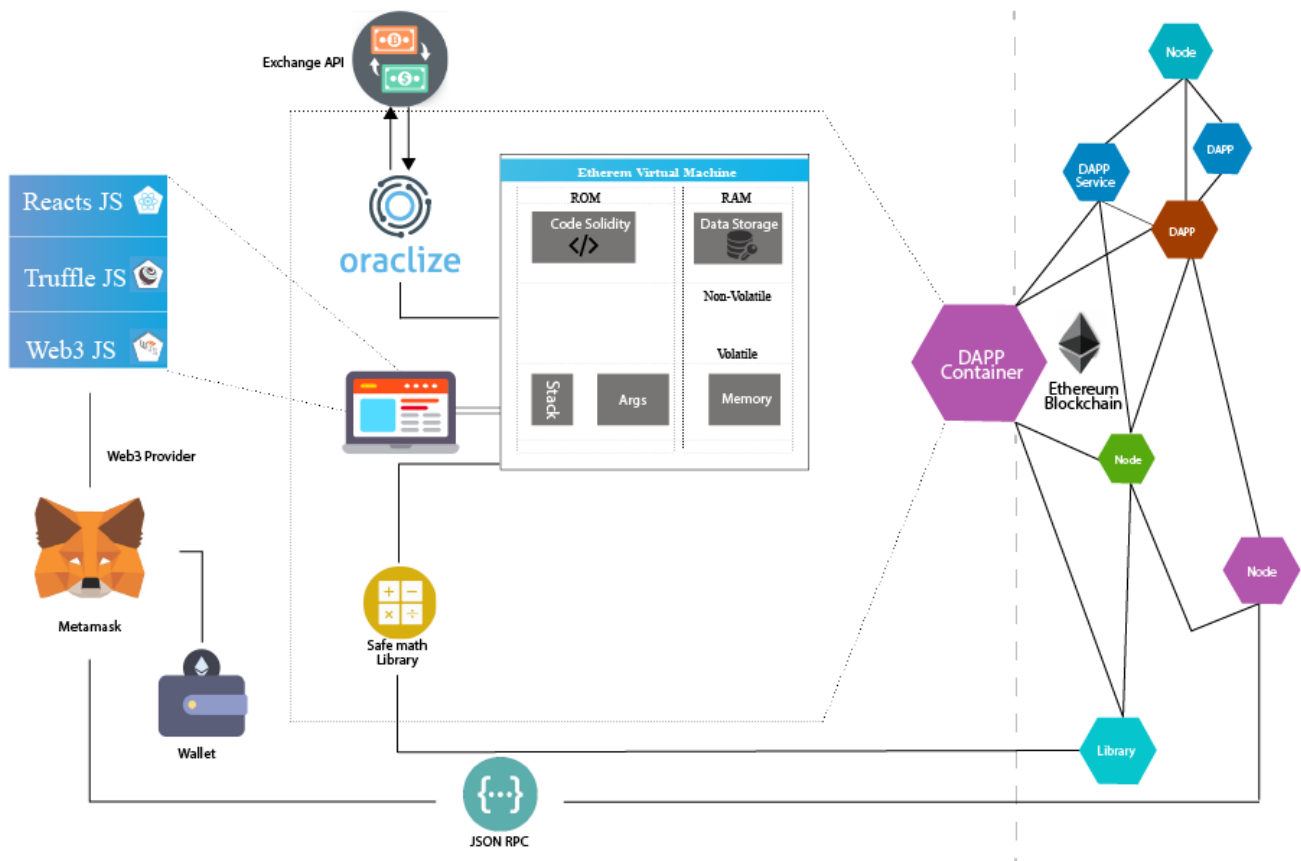 Exchange API
Node
DAPP
DAPP
Service
DAPP
Etherem Virtual Machine
ROM
RAM
Code Solidity
</>
Data Storage
Non-Volatile
Volatile
Stack
Args
Memory
Reacts JS
Truffle JS
Web3 JS
oraclize
DAPP
Container
Ethereum
Blockchain
Web3 Provider
Node
Node
Metamask
Safe math
Library
Wallet
Library
{...}
JSON RPC